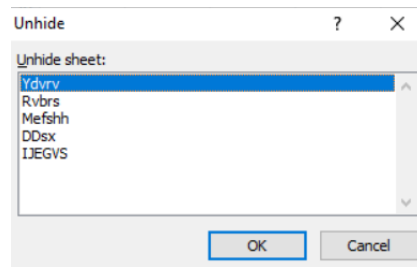 Unhide ? ×
Unhide sheet:
Ydvrv
Rvbrs
Mefshh
DDsx
IJEGVS
OK Cancel